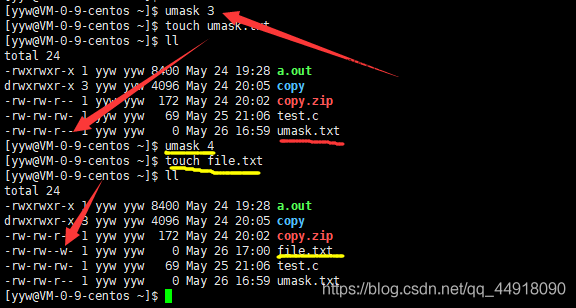 [yyw@VM-0-9-centos ~]$ umask 3
[yyw@VM-0-9-centos ~]$ touch umask.txt
[yyw@VM-0-9-centos ~]$ ll
total 24
-rwxrwxr-x 1 yyw yyw 8400 May 24 19:28 a.out
drwxrwxr-x 3 yyw yyw 4096 May 24 20:05 copy
-rw-rw-r-- 1 yyw yyw 172 May 24 20:02 copy.zip
-rw-rw-rw- 1 yyw yyw 69 May 25 21:06 test.c
-rw-rw-r-- 1 yyw yyw 0 May 26 16:59 umask.txt
[yyw@VM-0-9-centos ~]$ umask 4
[yyw@VM-0-9-centos ~]$ touch file.txt
[yyw@VM-0-9-centos ~]$ ll
total 24
-rwxrwxr-x 1 yyw yyw 8400 May 24 19:28 a.out
drwxrwxr-x 3 yyw yyw 4096 May 24 20:05 copy
-rw-rw-r-- 1 yyw yyw 172 May 24 20:02 copy.zip
-rw-rw--w- 1 yyw yyw 0 May 26 17:00 file.txt
-rw-rw-rw- 1 yyw yyw 69 May 25 21:06 test.c
-rw-rw-r-- 1 yyw yyw 0 May 26 16:59 umask.txt
[yyw@VM-0-9-centos ~]$
https://blog.csdn.net/qq_44918090